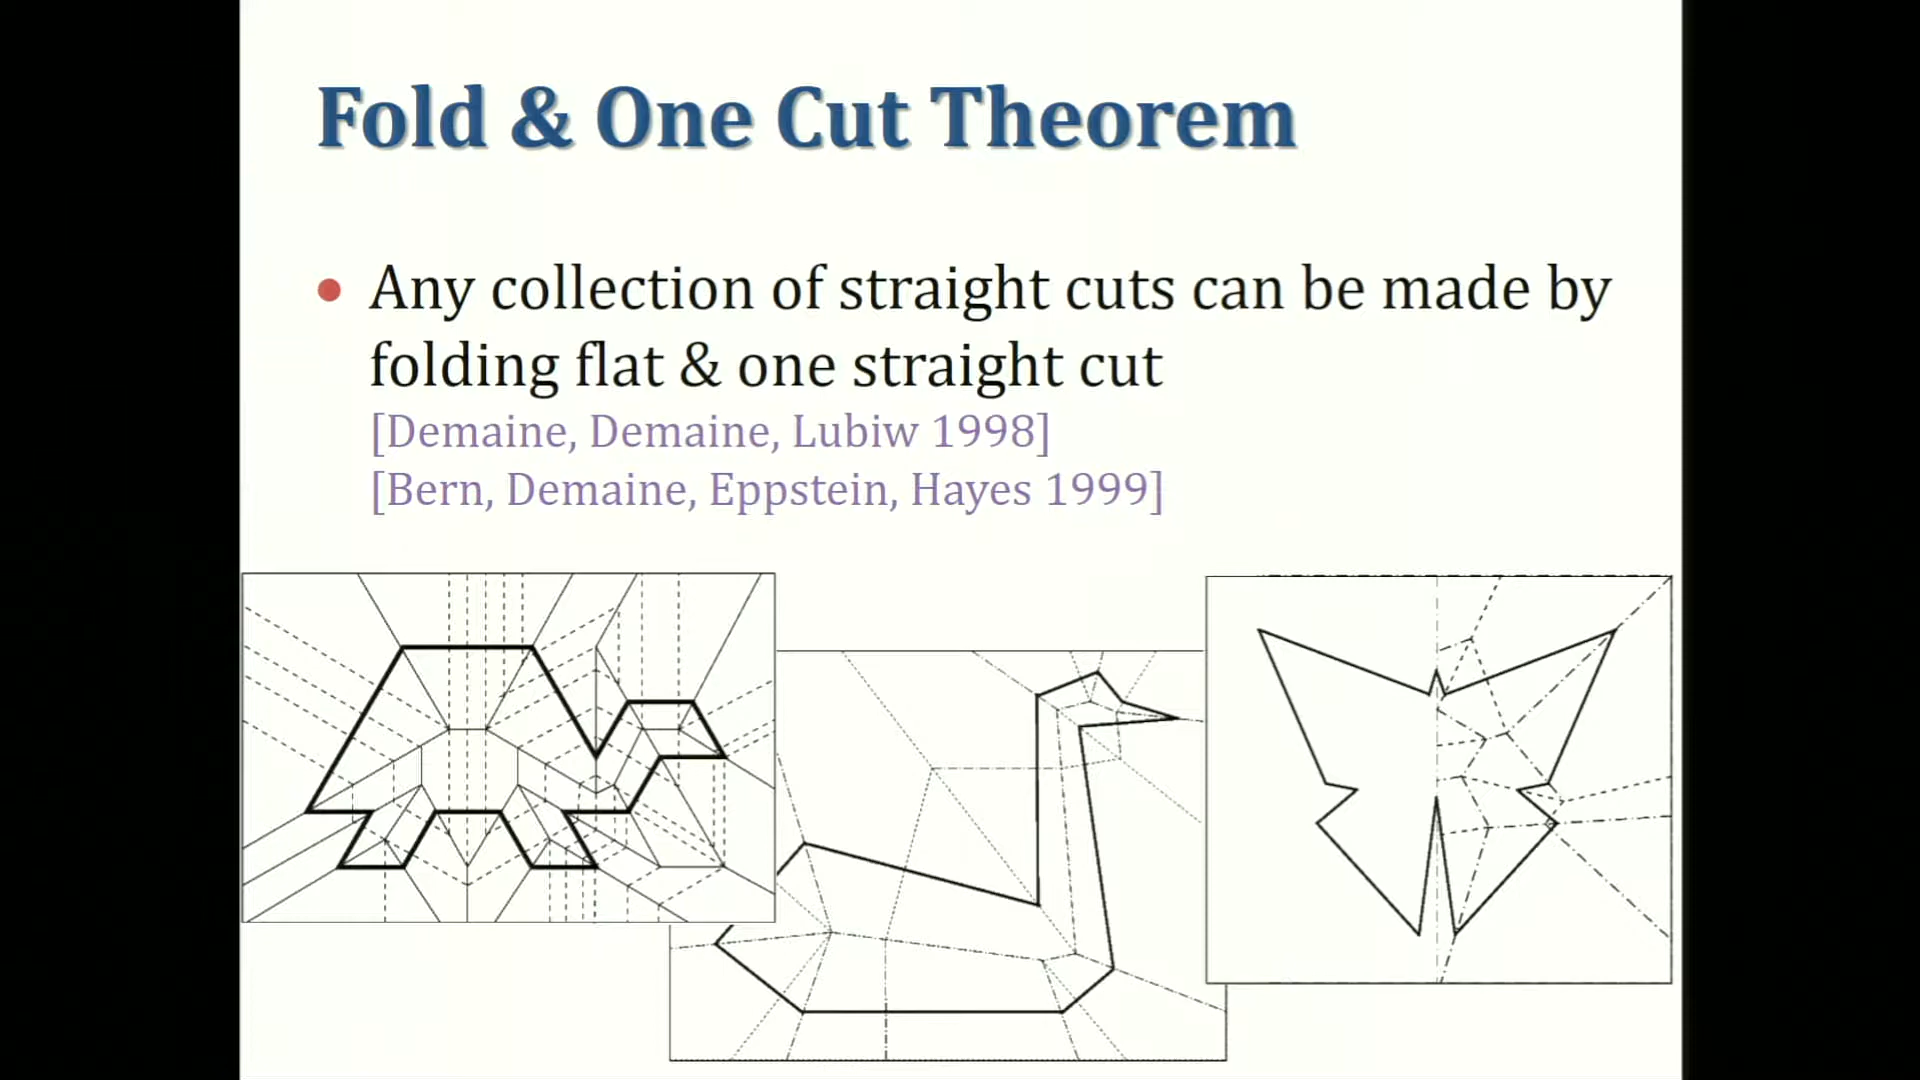 Fold & One Cut Theorem
• Any collection of straight cuts can be made by
folding flat & one straight cut
[Demaine, Demaine, Lubiw 1998]
[Bern, Demaine, Eppstein, Hayes 1999]